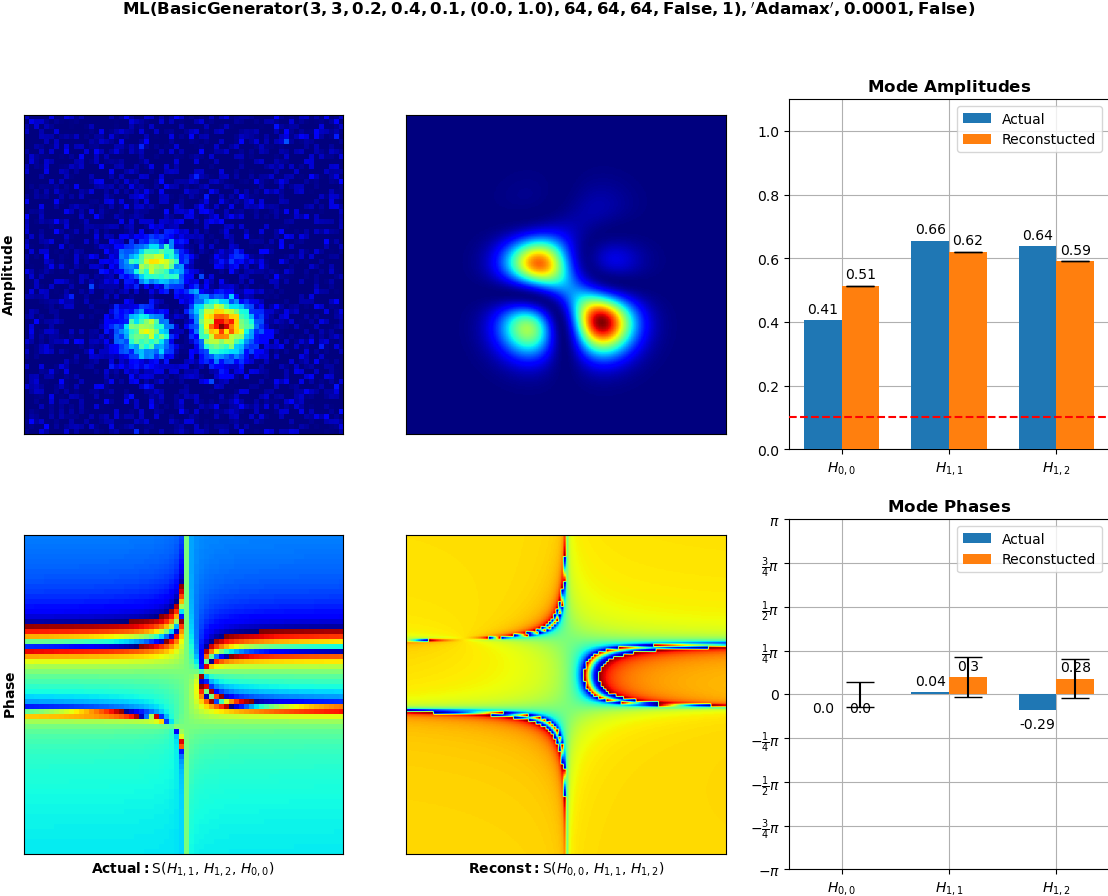 ML(BasicGenerator(3, 3, 0.2, 0.4, 0.1, (0.0, 1.0), 64, 64, 64, False, 1), ′Adamax′, 0.0001, False)
Amplitude
Mode Amplitudes
Actual
Reconstucted
1.0
0.8
0.6
0.4
0.2
0.0
0.41
0.51
0.66
0.62
0.64
0.59
H0,0
H1,1
H1,2
Phase
Actual: S(H1,1, H1,2, H0,0)
Reconst: S(H0,0, H1,1, H1,2)
Mode Phases
Actual
Reconstucted
π
3/4π
1/2π
1/4π
0
−1/4π
−1/2π
−3/4π
−π
0.0
0.0
0.04
0.3
-0.29
0.28
H0,0
H1,1
H1,2